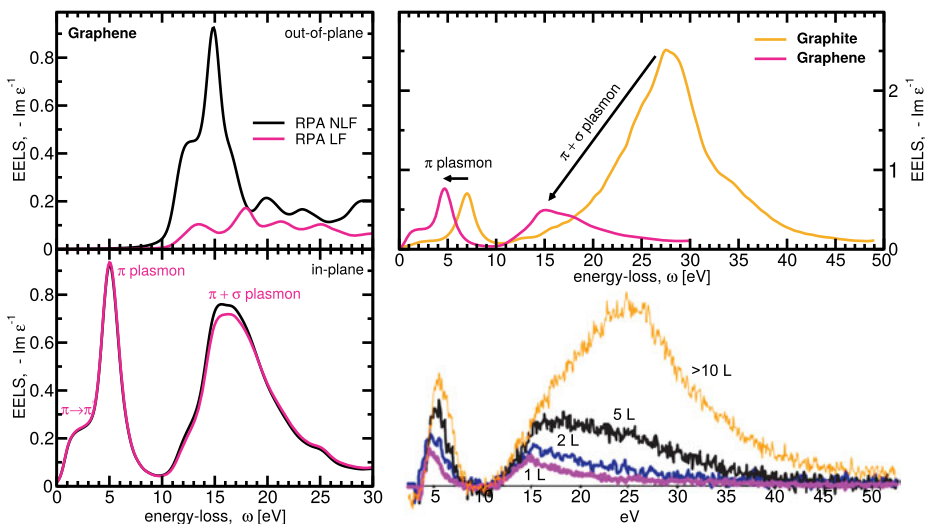 Graphene
out-of-plane
0.8
0.6
0.4
0.2
0
EELS, - Im ε⁻¹
RPA NLF
RPA LF
in-plane
π plasmon
π + σ plasmon
π→π
0.8
0.6
0.4
0.2
0
EELS, - Im ε⁻¹
0 5 10 15 20 25 30
energy-loss, ω [eV]
Graphite
Graphene
π + σ plasmon
π plasmon
2
1
0
EELS, - Im ε⁻¹
0 5 10 15 20 25 30 35 40 45 50
energy-loss, ω [eV]
>10 L
5 L
2 L
1 L
5 10 15 20 25 30 35 40 45 50
eV